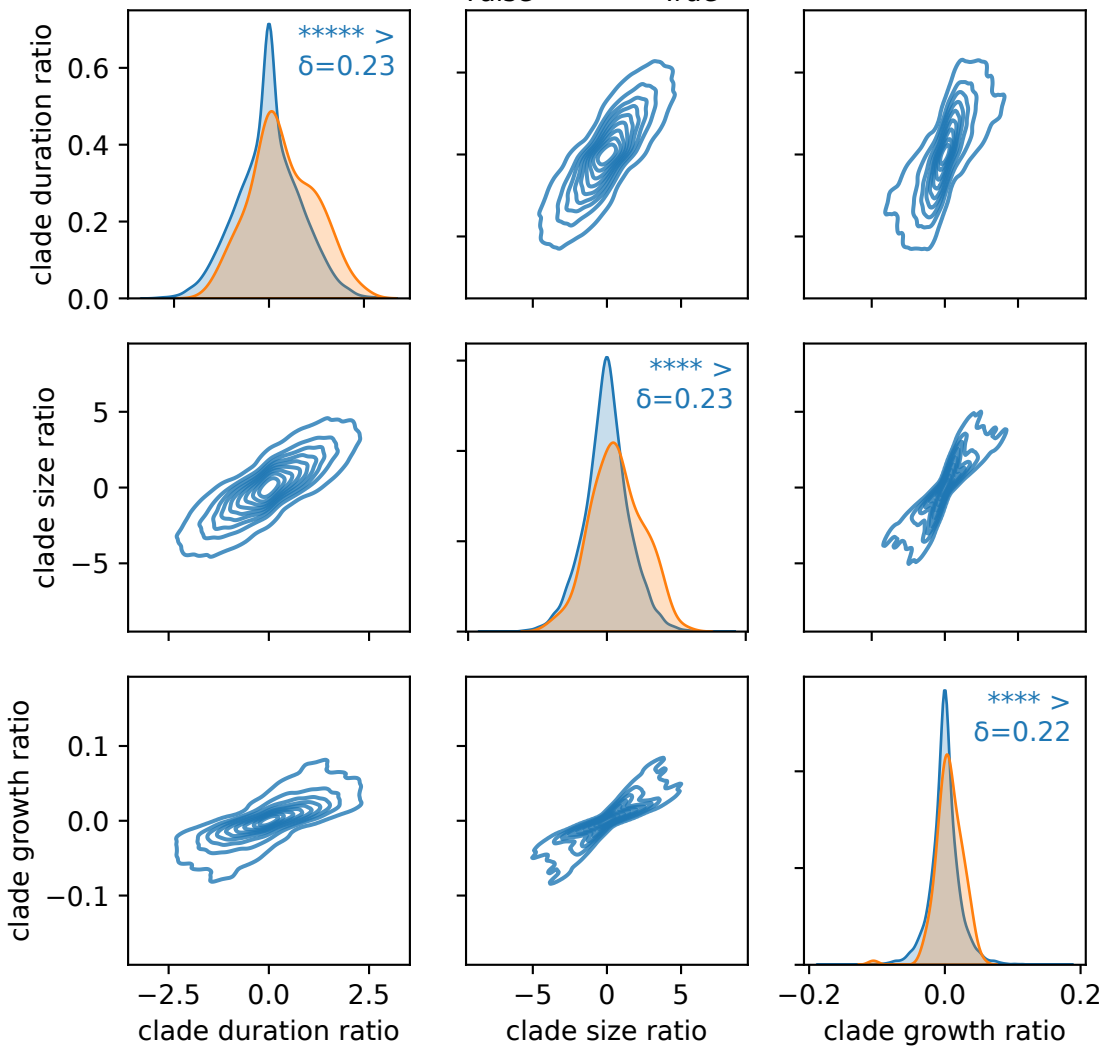 ***** >
δ=0.23
clade duration ratio
0.6
0.4
0.2
0.0
−5
0
5
**** >
δ=0.23
clade size ratio
5
0
−5
**** >
δ=0.22
clade growth ratio
0.1
0.0
−0.1
−2.5
0.0
2.5
−0.2
0.0
0.2
clade duration ratio
clade size ratio
clade growth ratio